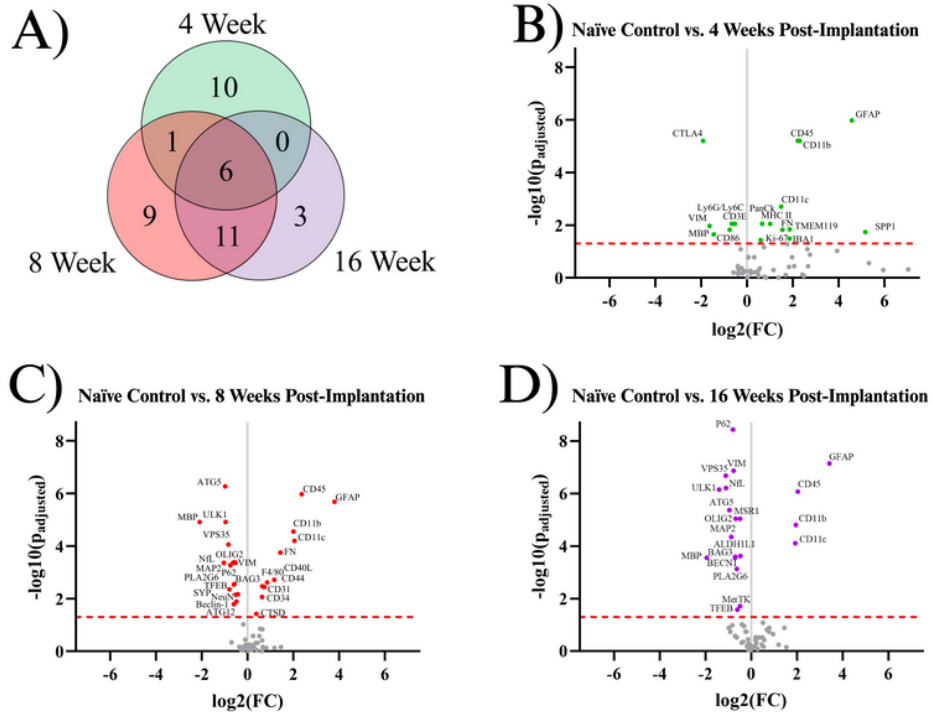 A)
4 Week
10
1
0
6
9
11
3
8 Week
16 Week
B)
Naïve Control vs. 4 Weeks Post-Implantation
-log10(p adjusted)
8
6
4
2
0
GFAP
CTLA4
CD45
CD11b
CD11c
Ly6G/Ly6C
PanCk
VIM
CD3E
MHC II
FN
TMEM119
SPP1
MBP
CD86
Ki-67
IBA1
-6 -4 -2 0 2 4 6
log2(FC)
C)
Naïve Control vs. 8 Weeks Post-Implantation
-log10(p adjusted)
8
6
4
2
0
ATG5
CD45
GFAP
MBP
ULK1
CD11b
VPS35
CD11c
OLIG2
FN
NfL
VIM
MAP2
P62
F4/80
CD40L
PLA2G6
BAG3
CD44
TFEB
CD31
SYP
NeuN
CD34
Beclin-1
ATG12
CTSD
-6 -4 -2 0 2 4 6
log2(FC)
D)
Naïve Control vs. 16 Weeks Post-Implantation
-log10(p adjusted)
8
6
4
2
0
P62
VIM
GFAP
VPS35
ULK1
NfL
CD45
ATG5
MSR1
OLIG2
CD11b
MAP2
ALDH1L1
CD11c
MBP
BAG3
BECN1
PLA2G6
MerTK
TFEB
-6 -4 -2 0 2 4 6
log2(FC)